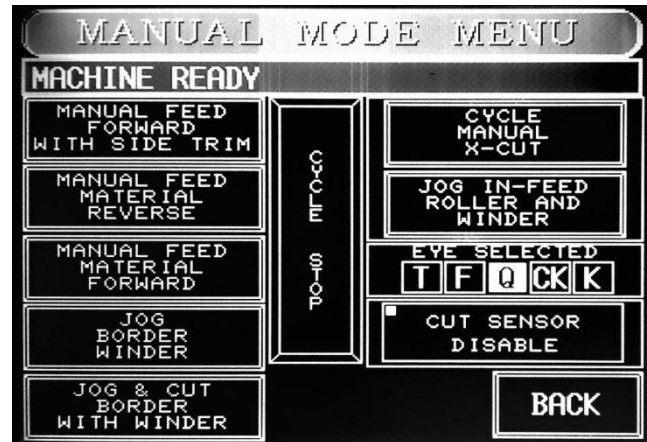 MANUAL MODE MENU
MACHINE READY
MANUAL FEED
FORWARD
WITH SIDE TRIM
MANUAL FEED
MATERIAL
REVERSE
MANUAL FEED
MATERIAL
FORWARD
JOG
BORDER
WINDER
JOG & CUT
BORDER
WITH WINDER
CYCLE STOP
CYCLE
MANUAL
X-CUT
JOG IN-FEED
ROLLER AND
WINDER
EYE SELECTED
T F Q CK K
CUT SENSOR
DISABLE
BACK